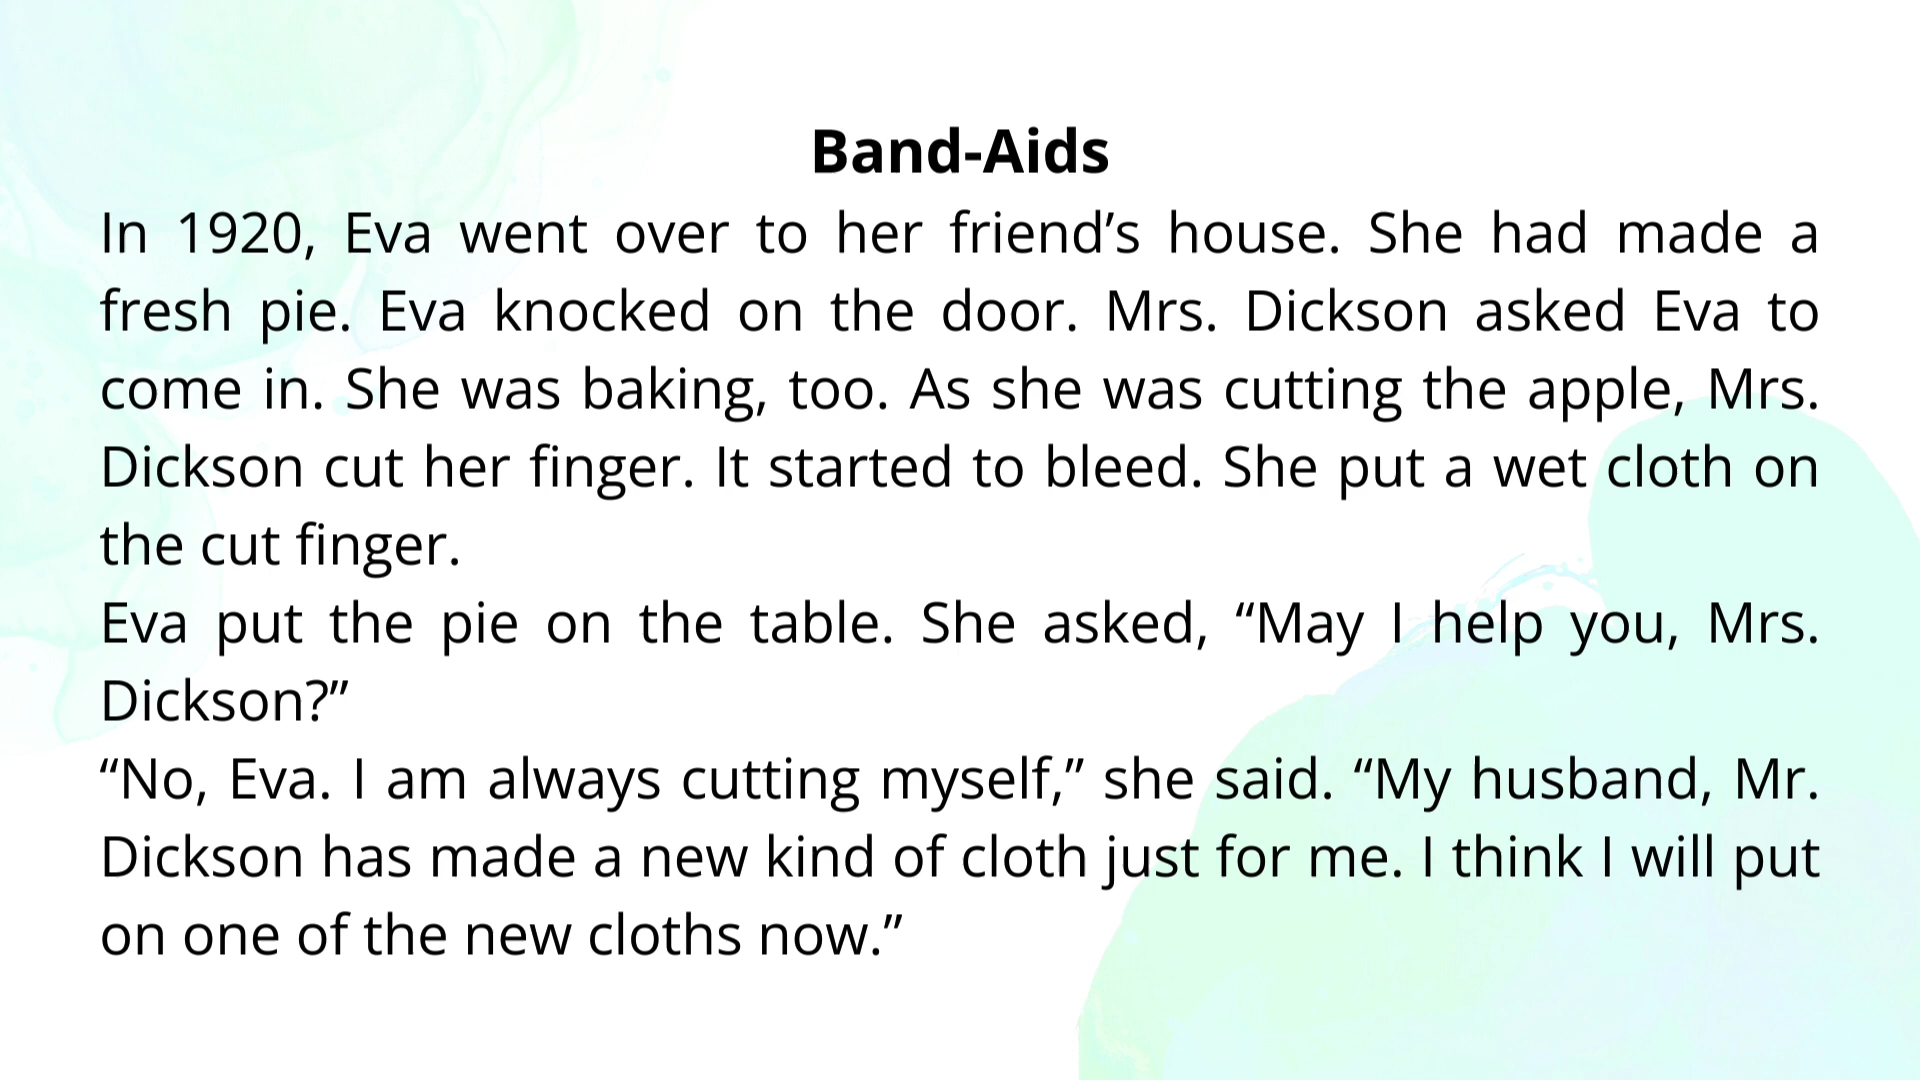 Band-Aids
In 1920, Eva went over to her friend’s house. She had made a
fresh pie. Eva knocked on the door. Mrs. Dickson asked Eva to
come in. She was baking, too. As she was cutting the apple, Mrs.
Dickson cut her finger. It started to bleed. She put a wet cloth on
the cut finger.
Eva put the pie on the table. She asked, “May I help you, Mrs.
Dickson?”
“No, Eva. I am always cutting myself,” she said. “My husband, Mr.
Dickson has made a new kind of cloth just for me. I think I will put
on one of the new cloths now.”